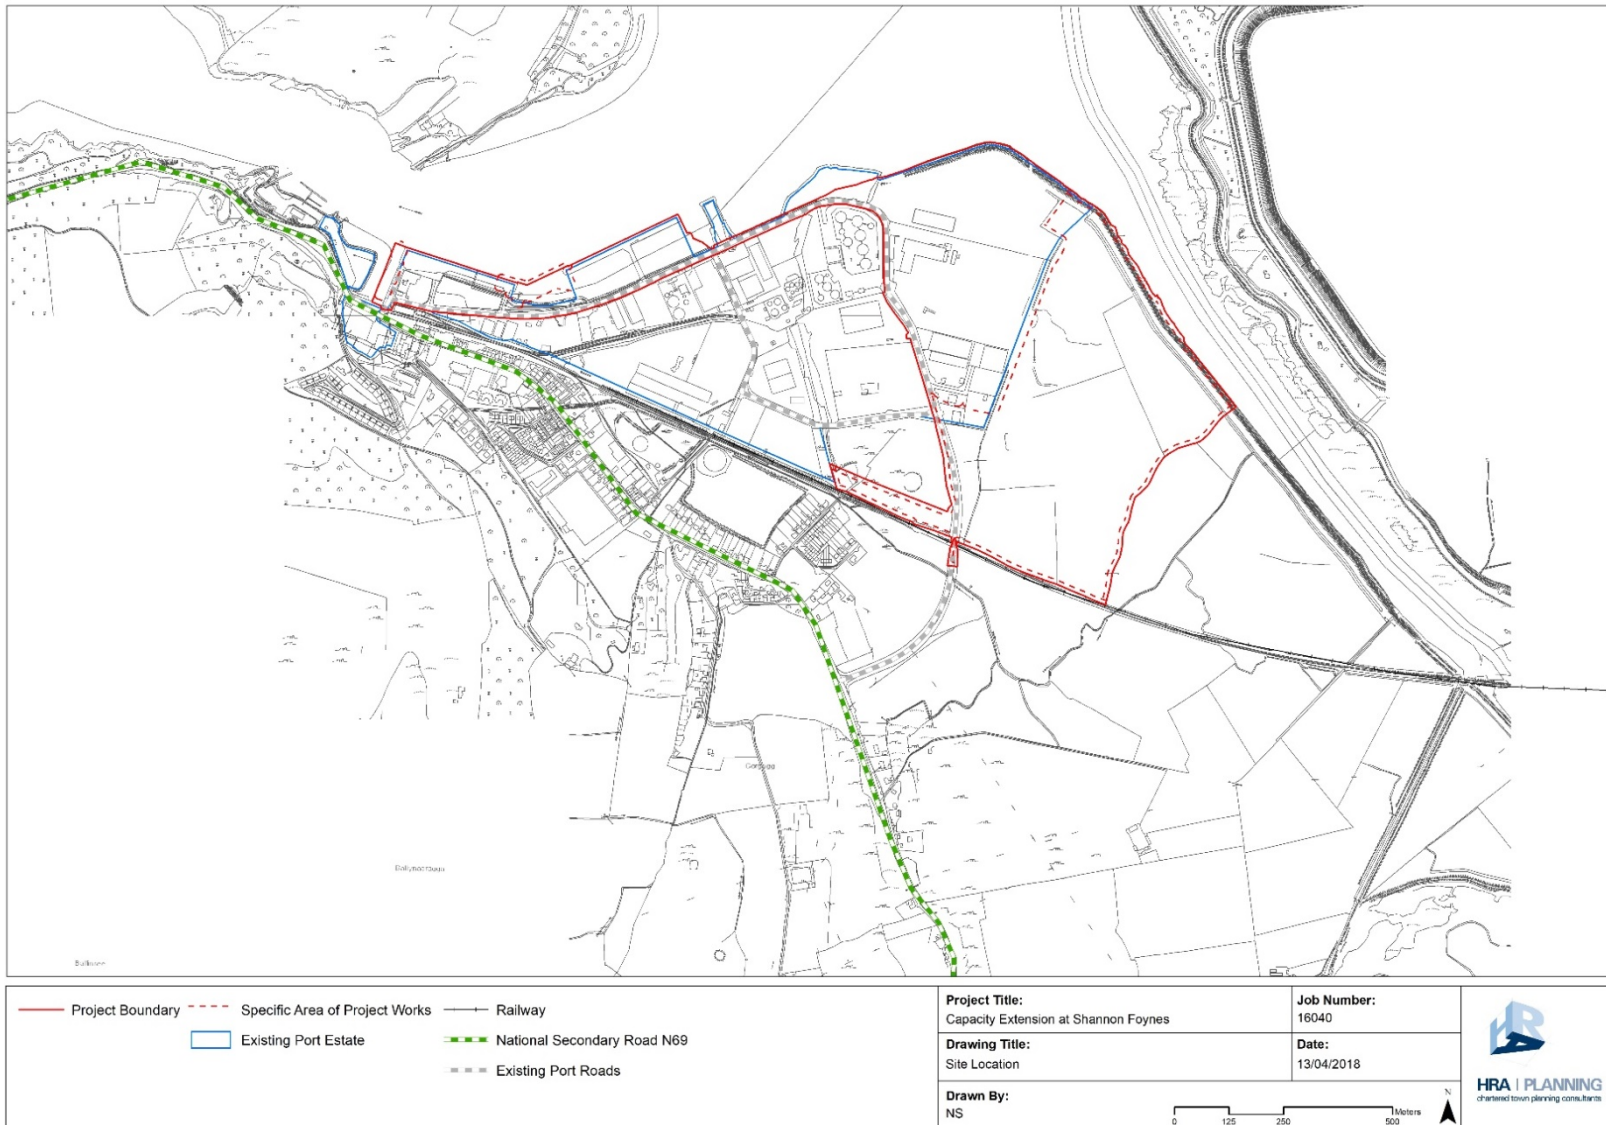 Project Boundary
Specific Area of Project Works
Railway
Existing Port Estate
National Secondary Road N69
Existing Port Roads
Project Title:
Capacity Extension at Shannon Foynes
Job Number:
16040
Drawing Title:
Site Location
Date:
13/04/2018
Drawn By:
NS
0 125 250 500 Meters
N
HRA | PLANNING
chartered town planning consultants